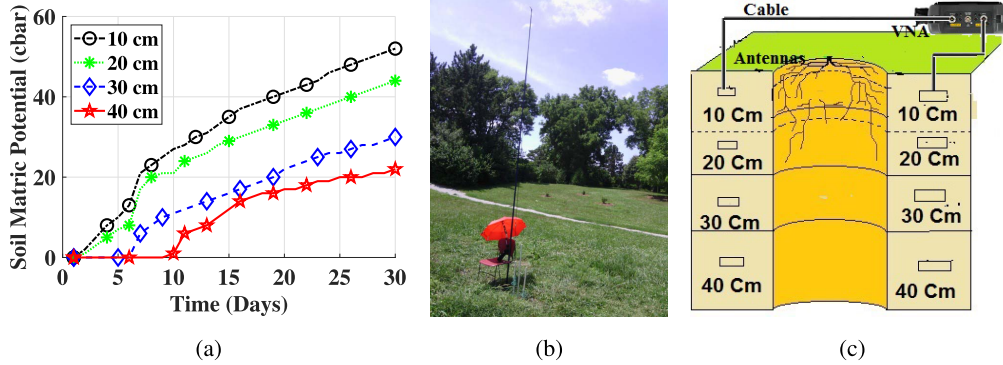 Soil Matric Potential (cbar)
60
40
20
0
10 cm
20 cm
30 cm
40 cm
0 5 10 15 20 25 30
Time (Days)
(a)
(b)
Cable
VNA
Antennas
10 Cm
10 Cm
20 Cm
20 Cm
30 Cm
30 Cm
40 Cm
40 Cm
(c)